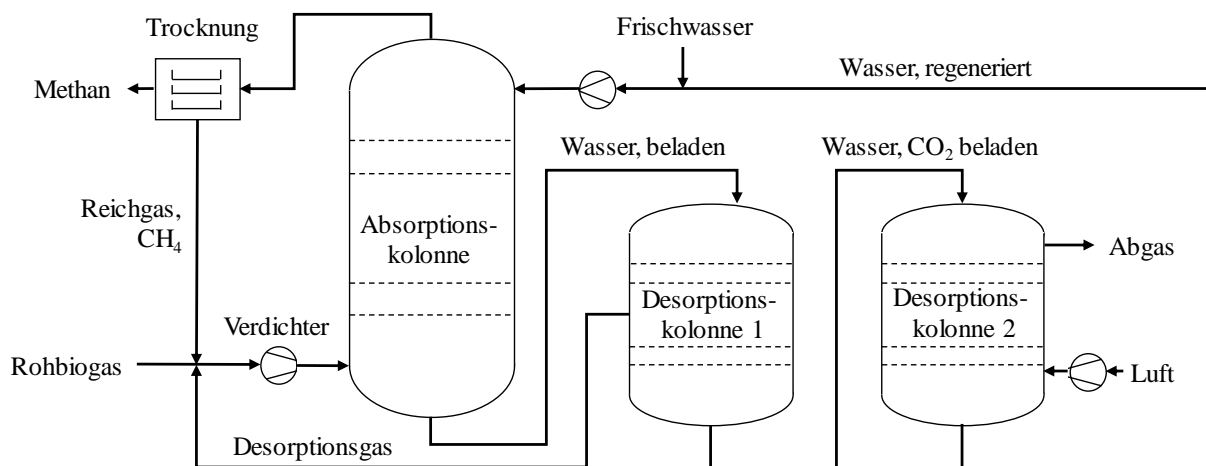 Trocknung
Frischwasser
Wasser, regeneriert
Methan
Wasser, beladen
Wasser, CO₂ beladen
Reichgas,
CH₄
Absorptions-
kolonne
Abgas
Desorptions-
kolonne 1
Desorptions-
kolonne 2
Verdichter
Rohbiogas
Luft
Desorptionsgas